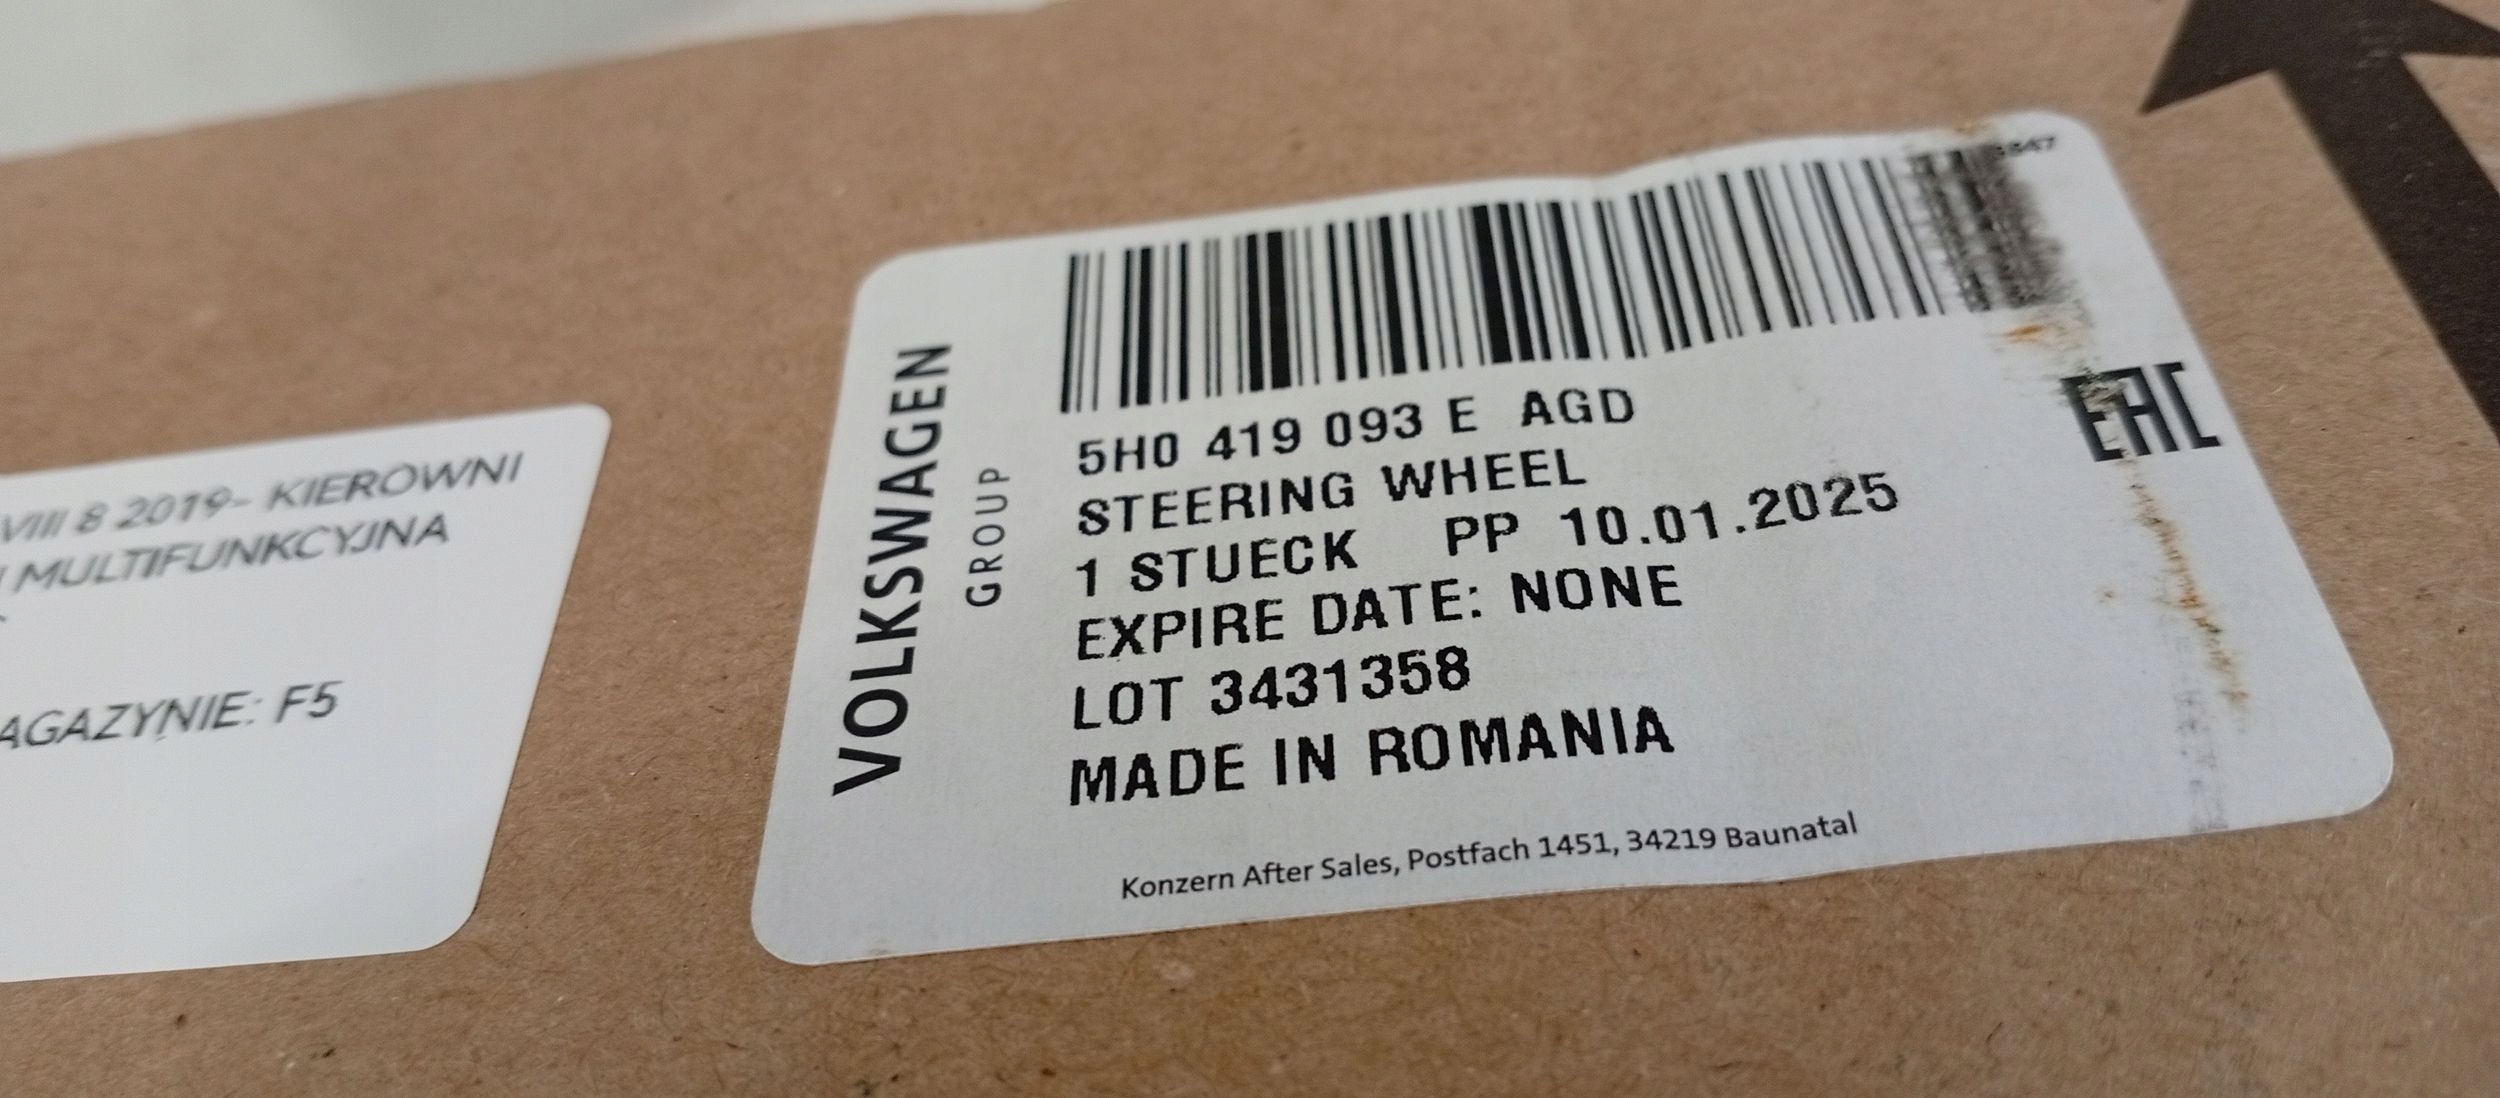 VIII 8 2019- KIEROWNI
MULTIFUNKCYJNA
AGAZYNIE: F5
VOLKSWAGEN
GROUP
5H0 419 093 E AGD
STEERING WHEEL
1 STUECK PP 10.01.2025
EXPIRE DATE: NONE
LOT 3431358
MADE IN ROMANIA
Konzern After Sales, Postfach 1451, 34219 Baunatal
EAC